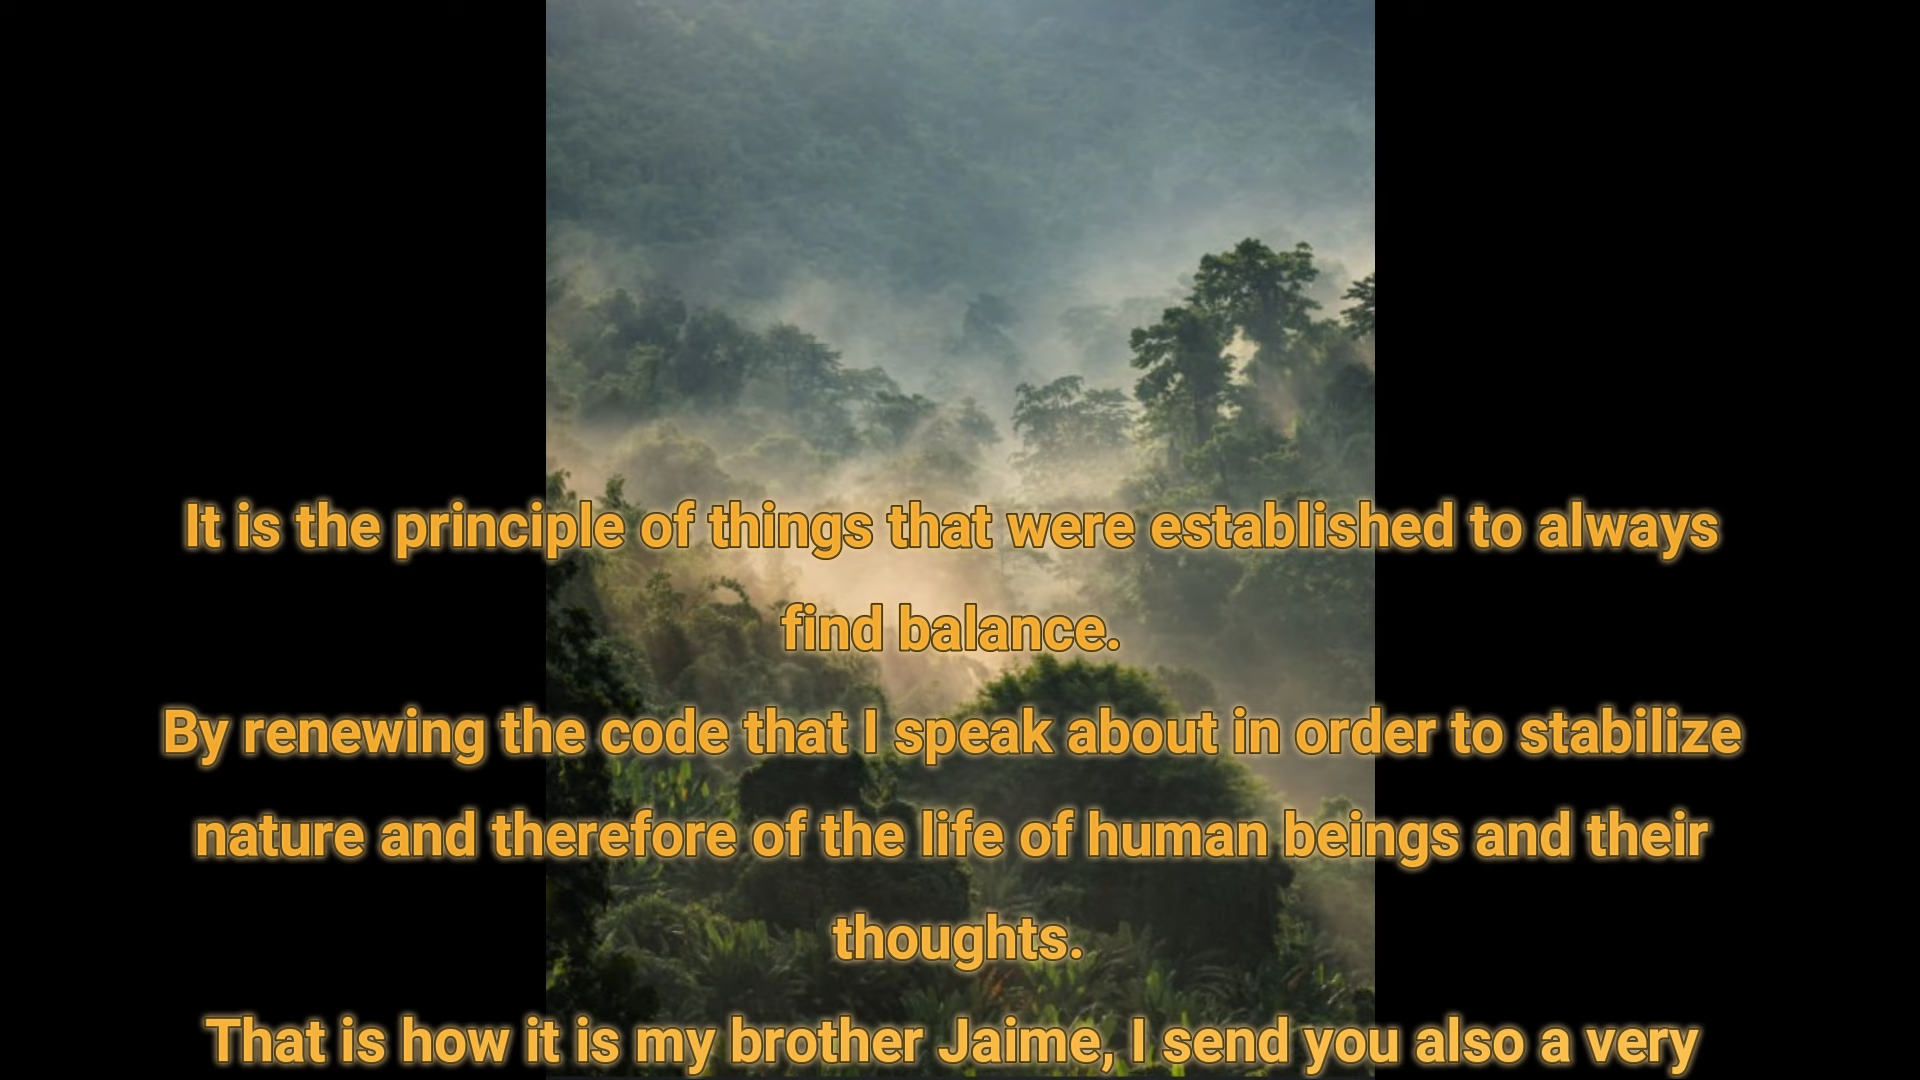 It is the principle of things that were established to always
find balance.
By renewing the code that I speak about in order to stabilize
nature and therefore of the life of human beings and their
thoughts.
That is how it is my brother Jaime, I send you also a very